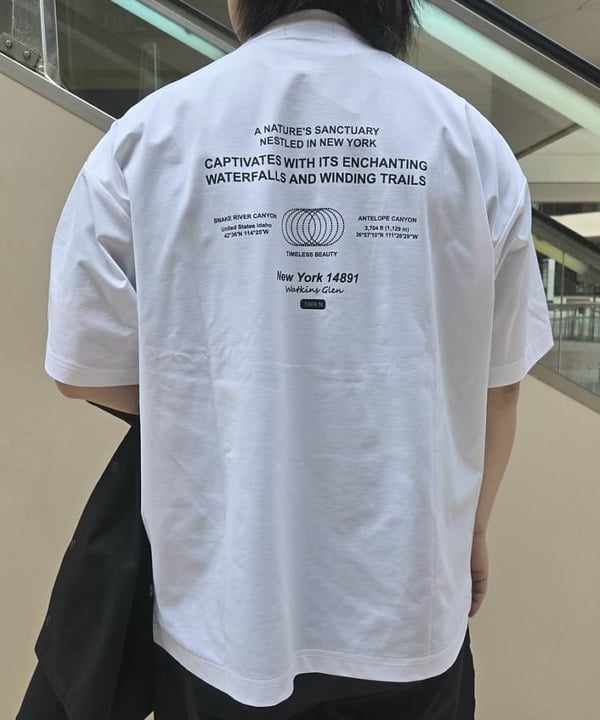 A NATURE'S SANCTUARY
NESTLED IN NEW YORK
CAPTIVATES WITH ITS ENCHANTING
WATERFALLS AND WINDING TRAILS
SNAKE RIVER CANYON
United States Idaho
42°36'N 114°25'W
ANTELOPE CANYON
3,704 ft (1,129 m)
36°57'10"N 111°26'29"W
TIMELESS BEAUTY
New York 14891
Watkins Glen